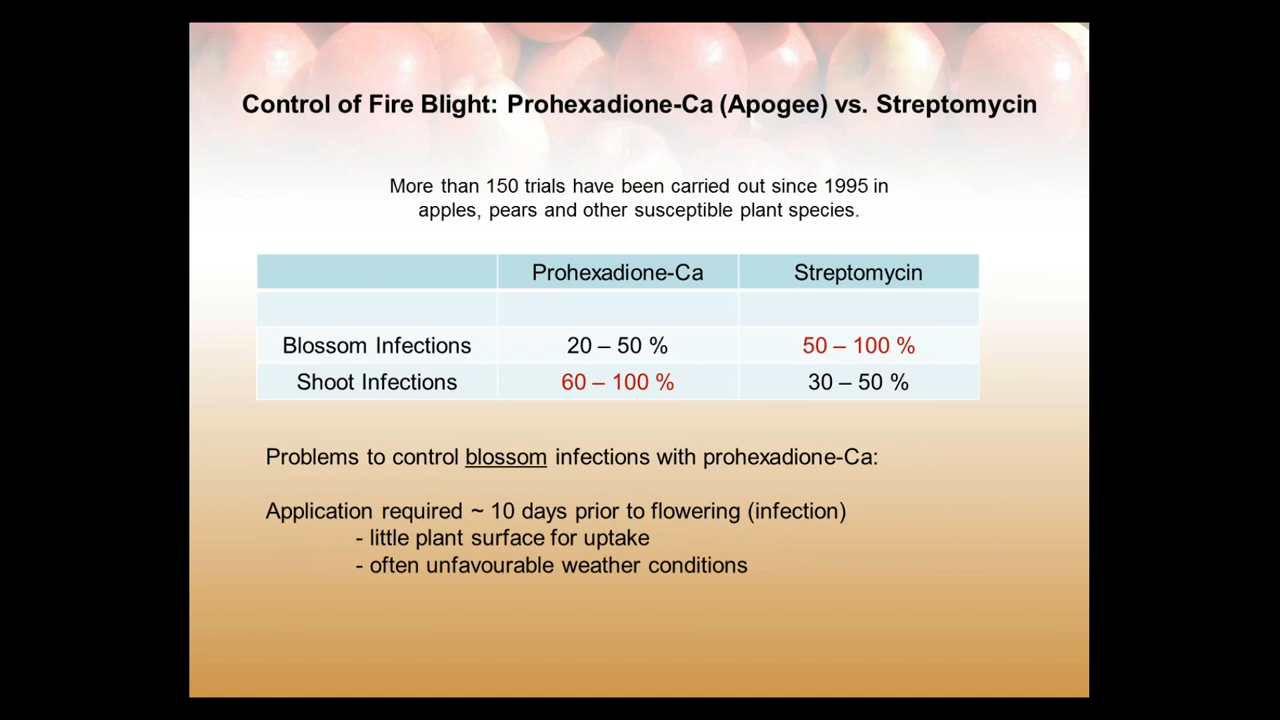 Control of Fire Blight: Prohexadione-Ca (Apogee) vs. Streptomycin
More than 150 trials have been carried out since 1995 in
apples, pears and other susceptible plant species.
Prohexadione-Ca Streptomycin
Blossom Infections 20 – 50 % 50 – 100 %
Shoot Infections 60 – 100 % 30 – 50 %
Problems to control blossom infections with prohexadione-Ca:
Application required ~ 10 days prior to flowering (infection)
- little plant surface for uptake
- often unfavourable weather conditions